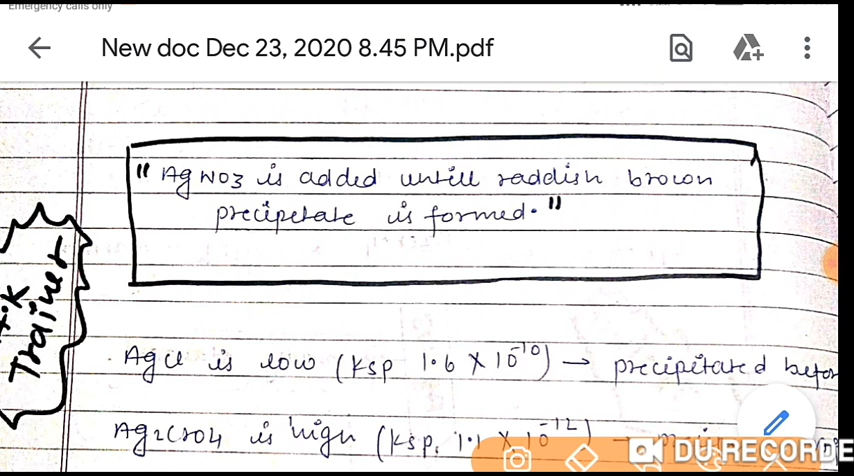 Emergency calls only
New doc Dec 23, 2020 8.45 PM.pdf
"AgNO3 is added untill raddish brown
precipetate is formed."
Trainer
AgCl is low (Ksp 1.6 X 10^-10) → precipitated before
Ag2CrO4 is high (Ksp, 1.1 X 10^-12) →
DU RECORDE